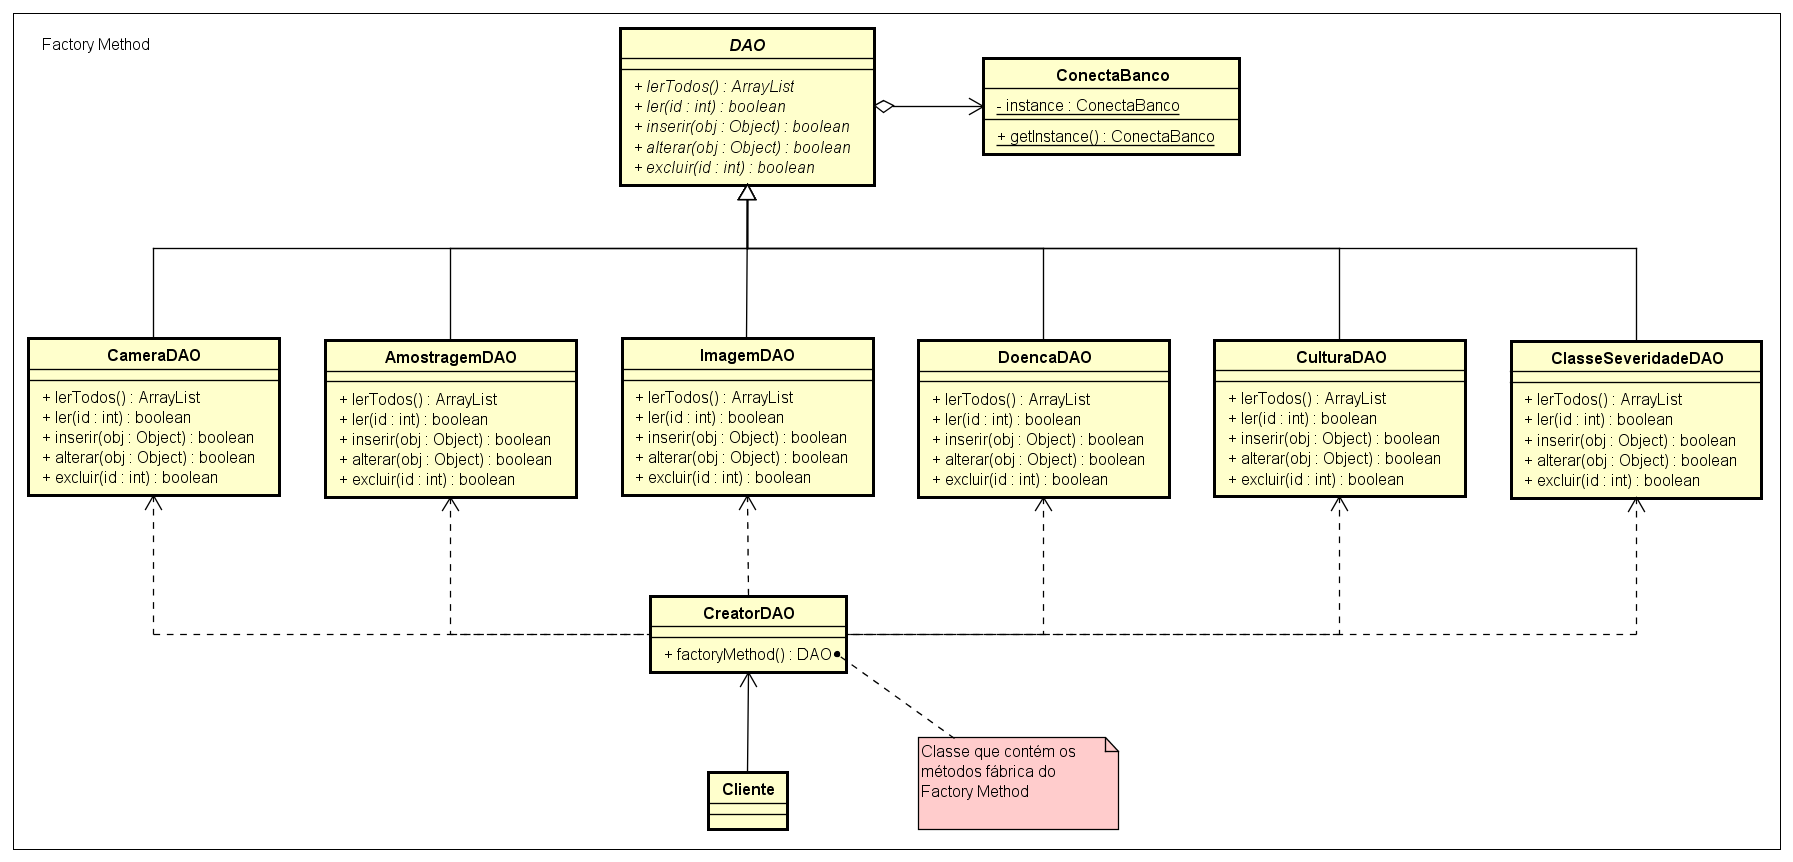 Factory Method
DAO
+ lerTodos() : ArrayList
+ ler(id : int) : boolean
+ inserir(obj : Object) : boolean
+ alterar(obj : Object) : boolean
+ excluir(id : int) : boolean
ConectaBanco
- instance : ConectaBanco
+ getInstance() : ConectaBanco
CameraDAO
+ lerTodos() : ArrayList
+ ler(id : int) : boolean
+ inserir(obj : Object) : boolean
+ alterar(obj : Object) : boolean
+ excluir(id : int) : boolean
AmostragemDAO
+ lerTodos() : ArrayList
+ ler(id : int) : boolean
+ inserir(obj : Object) : boolean
+ alterar(obj : Object) : boolean
+ excluir(id : int) : boolean
ImagemDAO
+ lerTodos() : ArrayList
+ ler(id : int) : boolean
+ inserir(obj : Object) : boolean
+ alterar(obj : Object) : boolean
+ excluir(id : int) : boolean
DoencaDAO
+ lerTodos() : ArrayList
+ ler(id : int) : boolean
+ inserir(obj : Object) : boolean
+ alterar(obj : Object) : boolean
+ excluir(id : int) : boolean
CulturaDAO
+ lerTodos() : ArrayList
+ ler(id : int) : boolean
+ inserir(obj : Object) : boolean
+ alterar(obj : Object) : boolean
+ excluir(id : int) : boolean
ClasseSeveridadeDAO
+ lerTodos() : ArrayList
+ ler(id : int) : boolean
+ inserir(obj : Object) : boolean
+ alterar(obj : Object) : boolean
+ excluir(id : int) : boolean
CreatorDAO
+ factoryMethod() : DAO
Classe que contém os
métodos fábrica do
Factory Method
Cliente